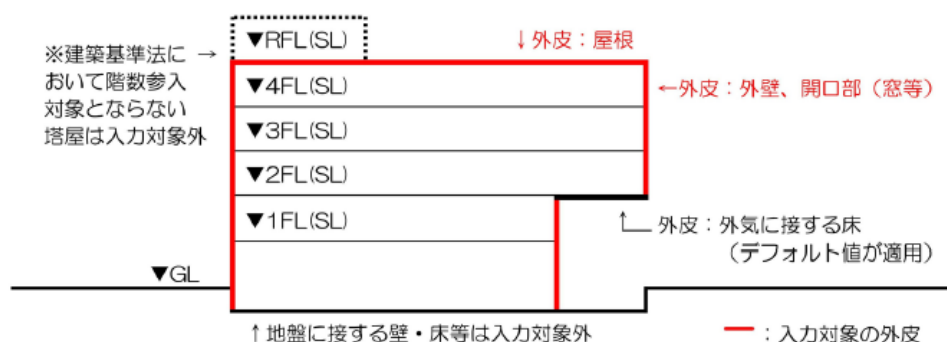 ▼RFL(SL)
↓外皮：屋根
※建築基準法に →
おいて階数参入
対象とならない
塔屋は入力対象外
▼4FL(SL)
←外皮：外壁、開口部（窓等）
▼3FL(SL)
▼2FL(SL)
▼1FL(SL)
外皮：外気に接する床
（デフォルト値が適用）
▼GL
↑地盤に接する壁・床等は入力対象外
：入力対象の外皮